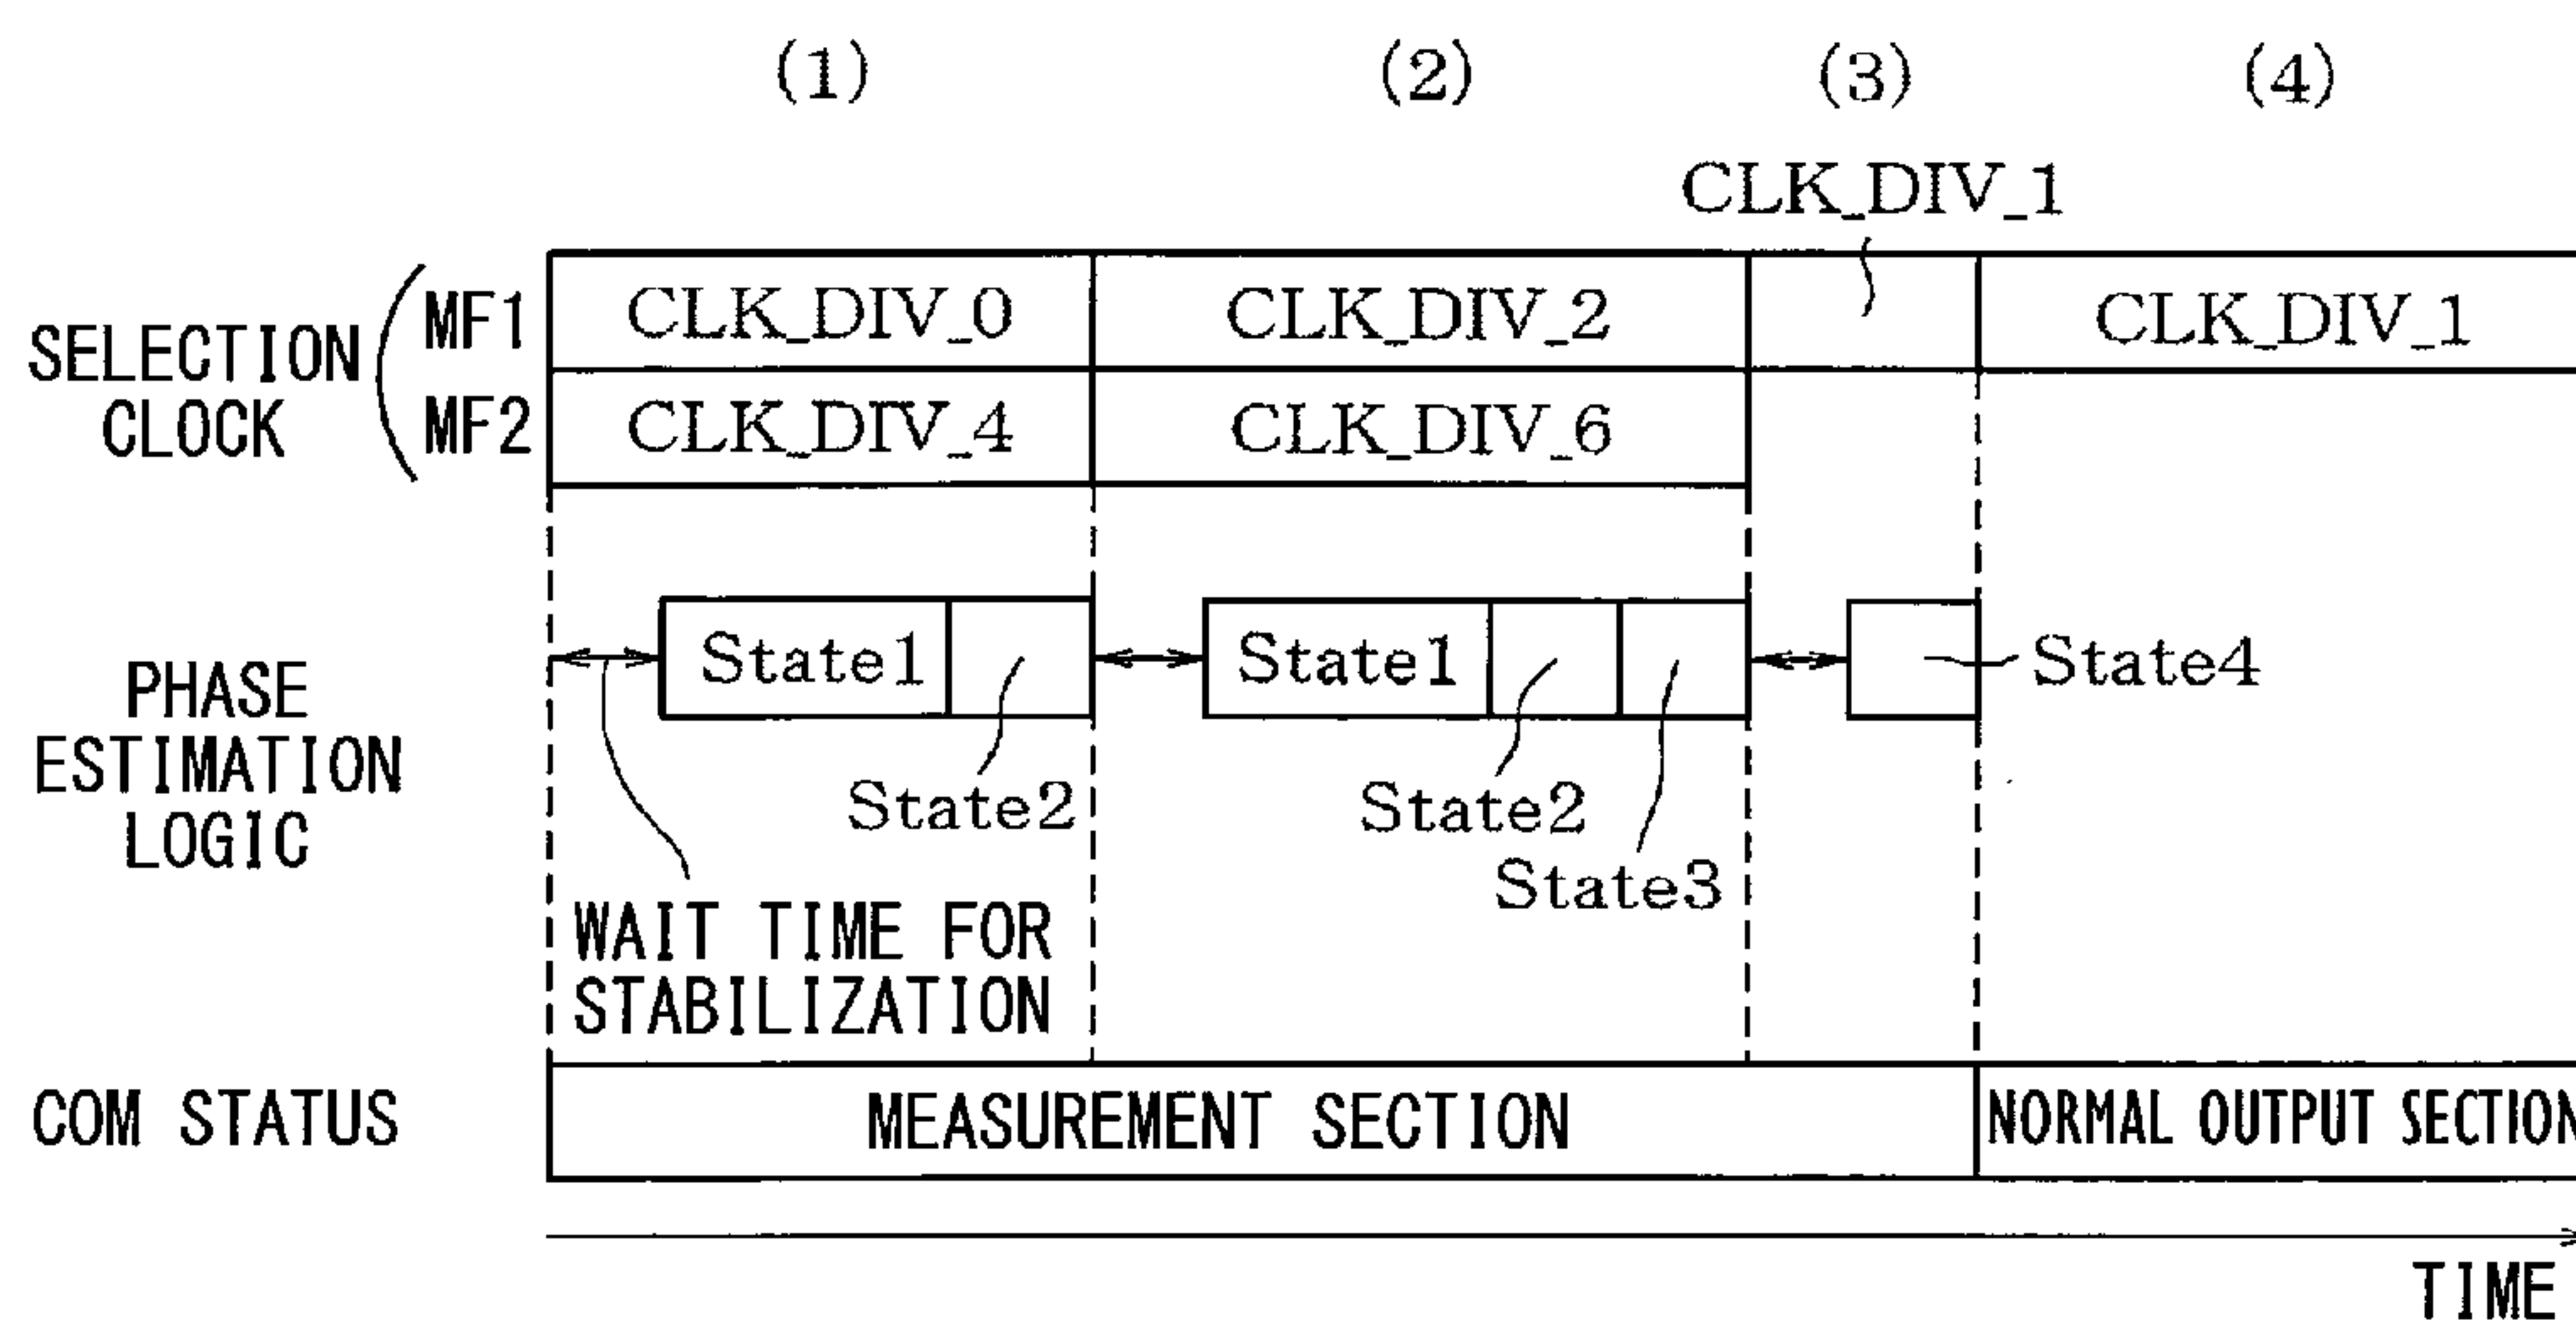 (1) (2) (3) (4)
CLK_DIV_1
SELECTION
CLOCK
MF1 CLK_DIV_0 CLK_DIV_2 CLK_DIV_1
MF2 CLK_DIV_4 CLK_DIV_6
PHASE
ESTIMATION
LOGIC
State1 State1 State4
State2 State2
State3
WAIT TIME FOR
STABILIZATION
COM STATUS MEASUREMENT SECTION NORMAL OUTPUT SECTION
TIME